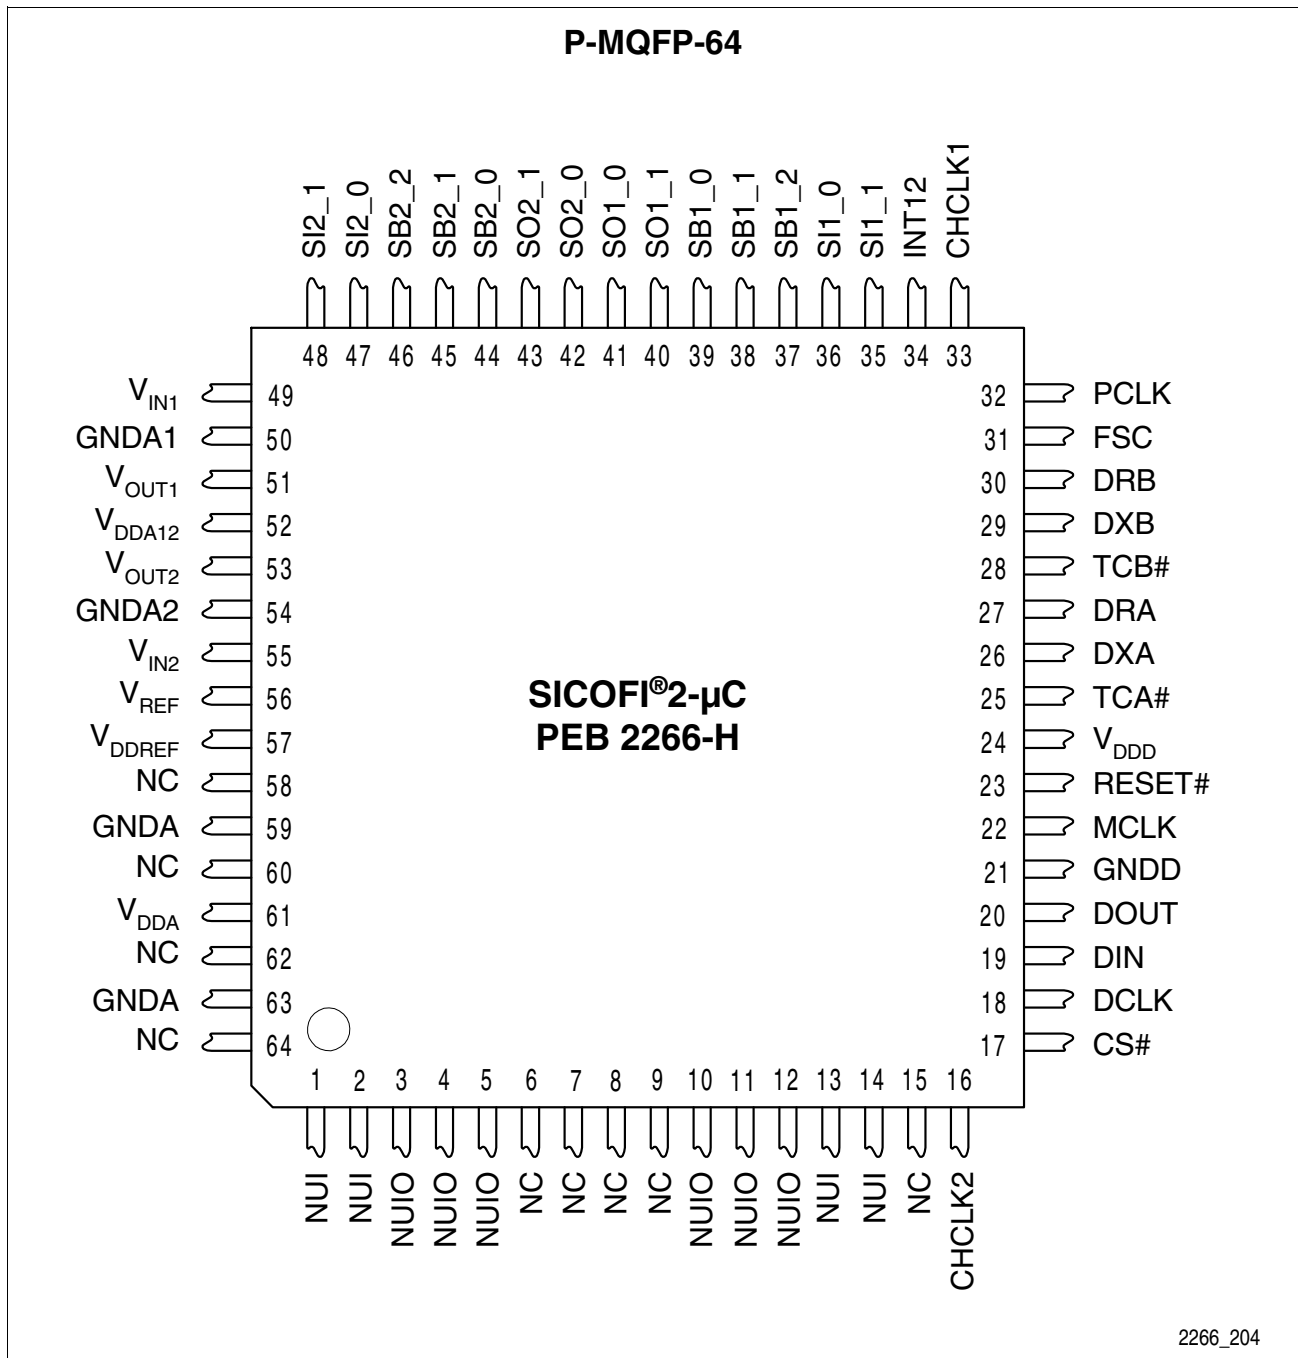 P-MQFP-64
SI2_1
SI2_0
SB2_2
SB2_1
SB2_0
SO2_1
SO2_0
SO1_0
SO1_1
SB1_0
SB1_1
SB1_2
SI1_0
SI1_1
INT12
CHCLK1
48 47 46 45 44 43 42 41 40 39 38 37 36 35 34 33
VIN1 49 32 PCLK
GNDA1 50 31 FSC
VOUT1 51 30 DRB
VDDA12 52 29 DXB
VOUT2 53 28 TCB#
GNDA2 54 27 DRA
VIN2 55 26 DXA
VREF 56 25 TCA#
VDDREF 57 24 VDDD
NC 58 23 RESET#
GNDA 59 22 MCLK
NC 60 21 GNDD
VDDA 61 20 DOUT
NC 62 19 DIN
GNDA 63 18 DCLK
NC 64 17 CS#
SICOFI®2-µC
PEB 2266-H
1 2 3 4 5 6 7 8 9 10 11 12 13 14 15 16
NUI
NUI
NUIO
NUIO
NUIO
NC
NC
NC
NC
NUIO
NUIO
NUIO
NUI
NUI
NC
CHCLK2
2266_204